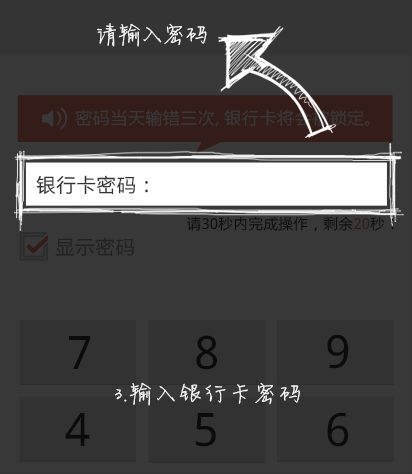 请输入密码
密码当天输错三次, 银行卡将会被锁定。
银行卡密码：
请30秒内完成操作，剩余20秒！
显示密码
7 8 9
3.输入银行卡密码
4 5 6